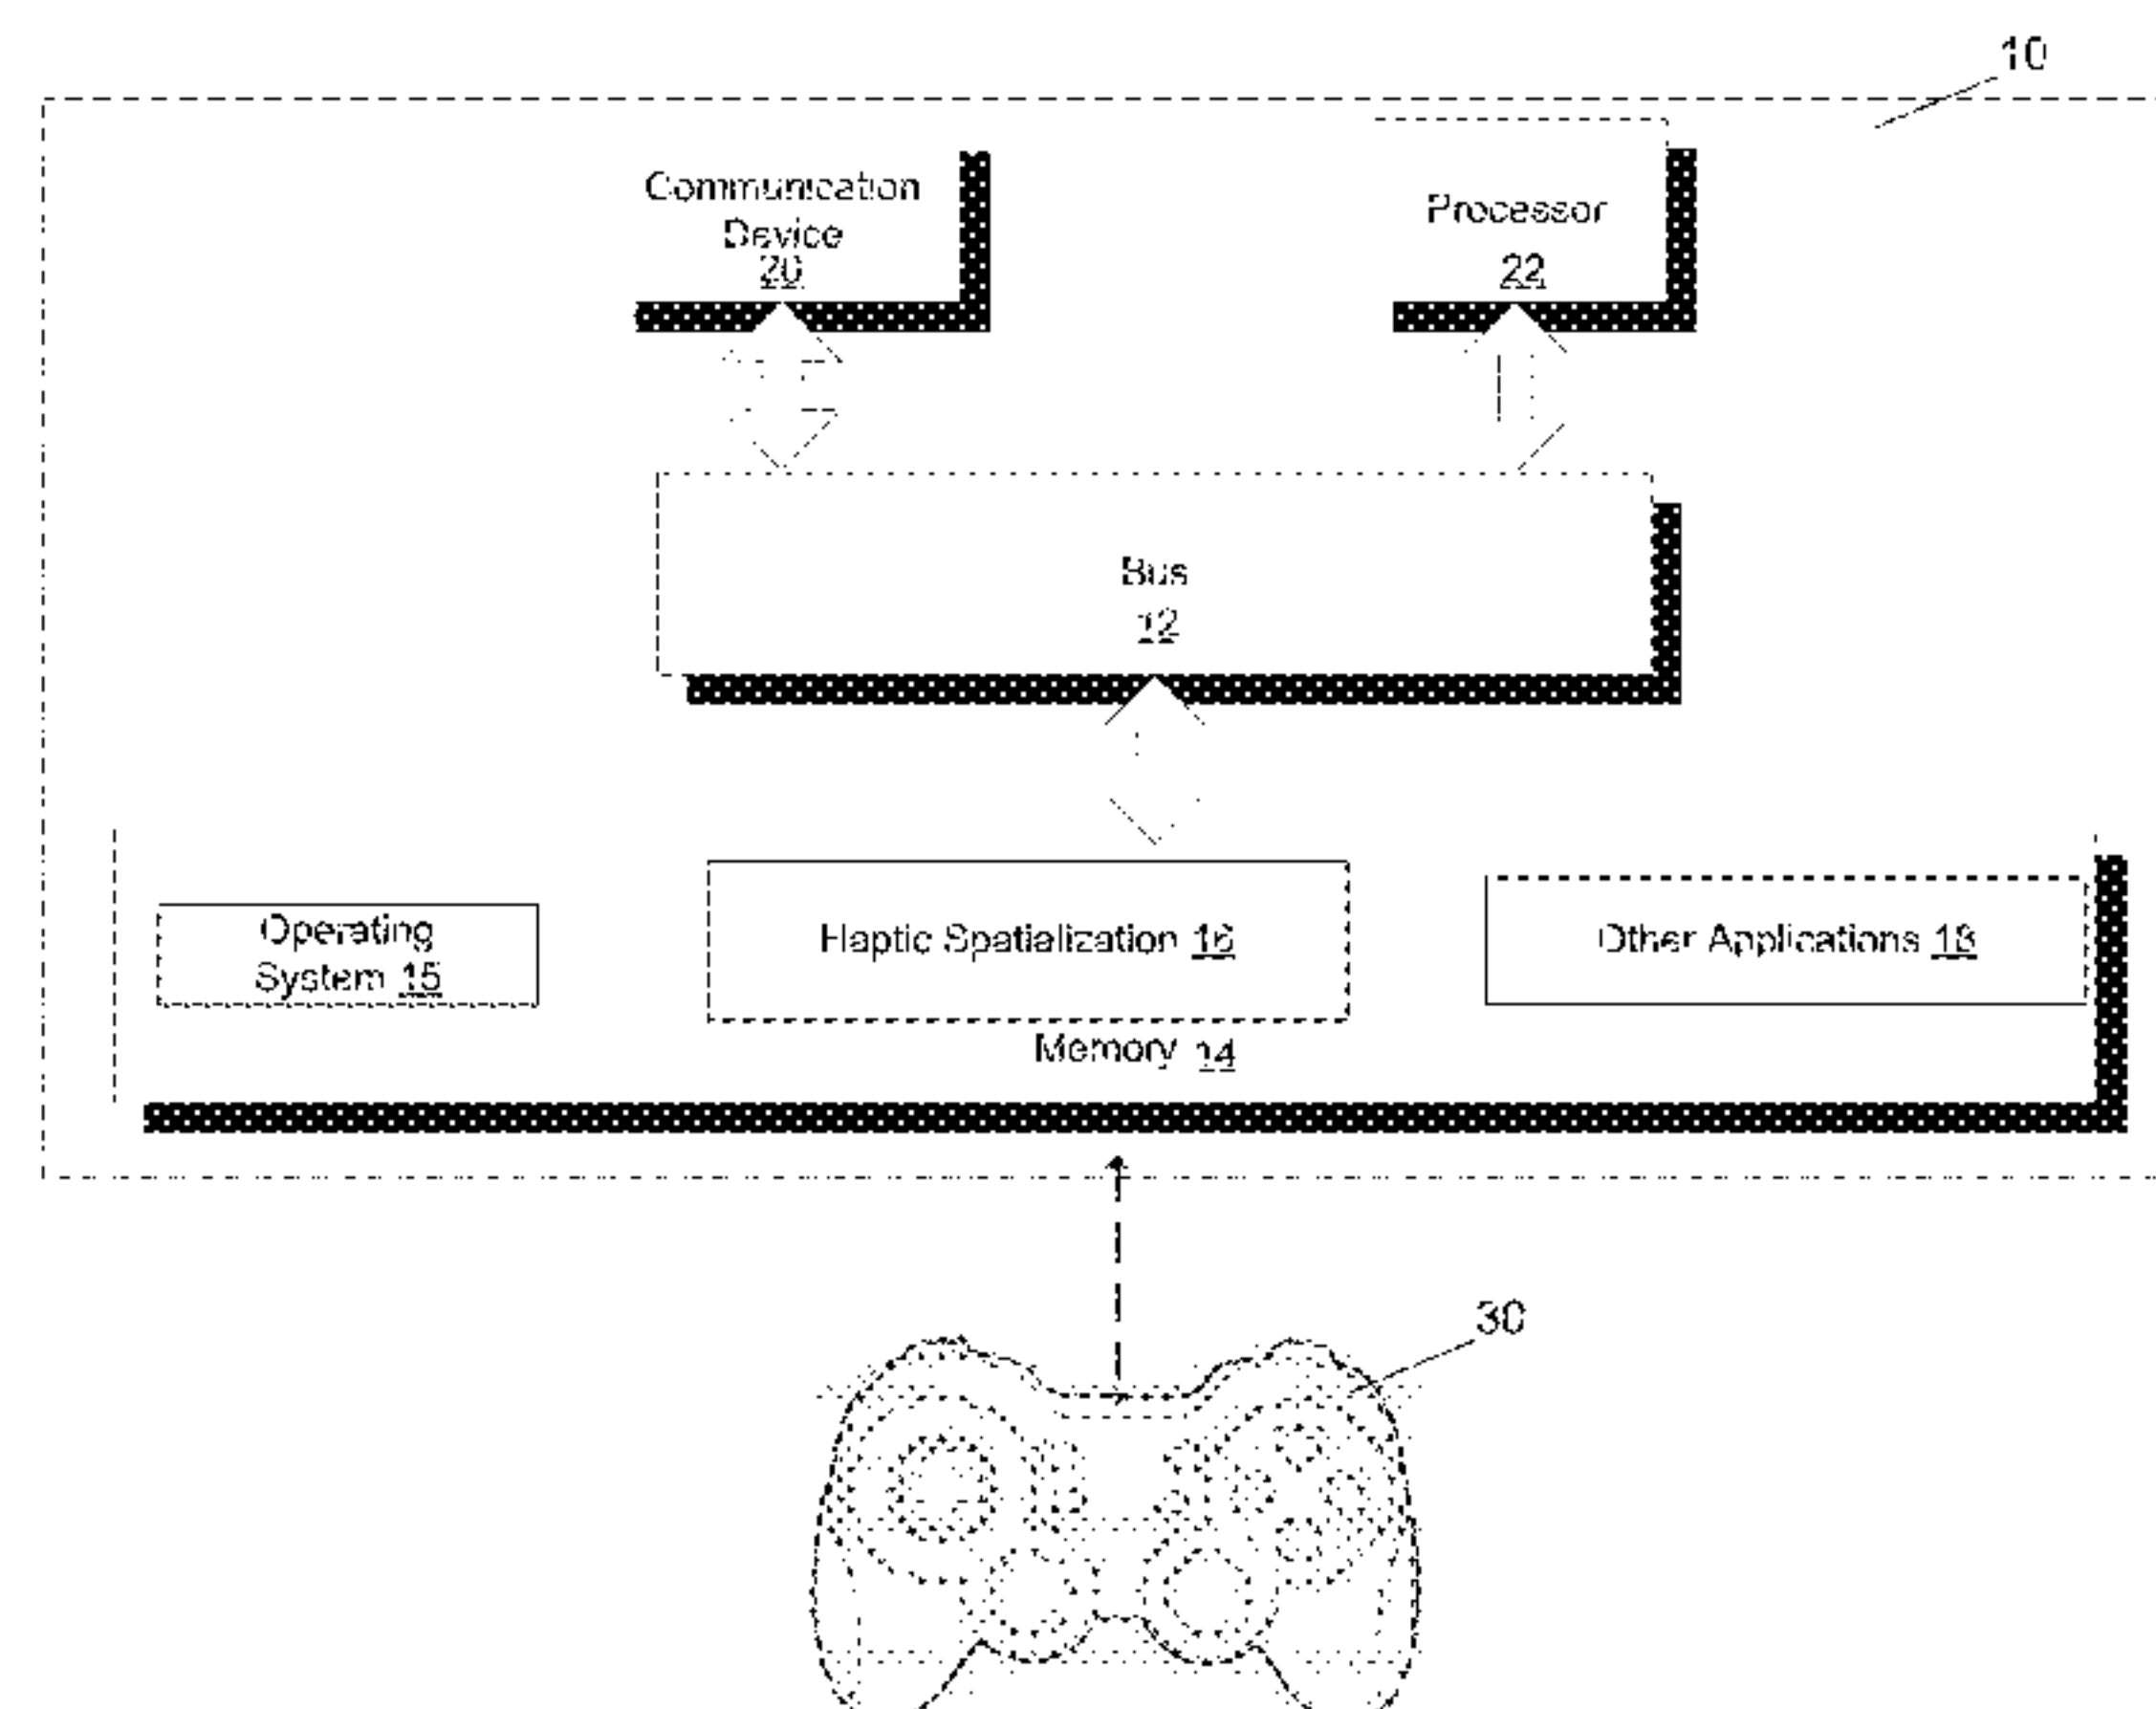 10
Communication
Device
20
Processor
22
Bus
12
Operating
System 15
Haptic Spatialization 16
Other Applications 18
Memory 14
30